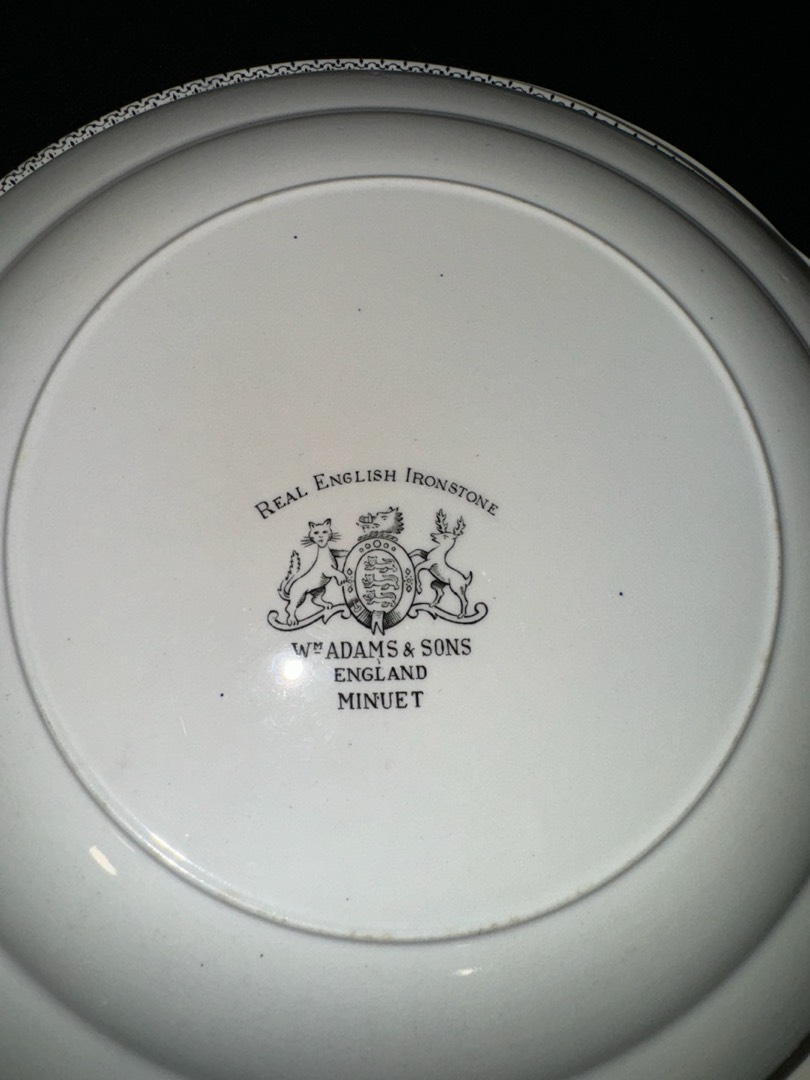 REAL ENGLISH IRONSTONE
Wᴹ ADAMS & SONS
ENGLAND
MINUET